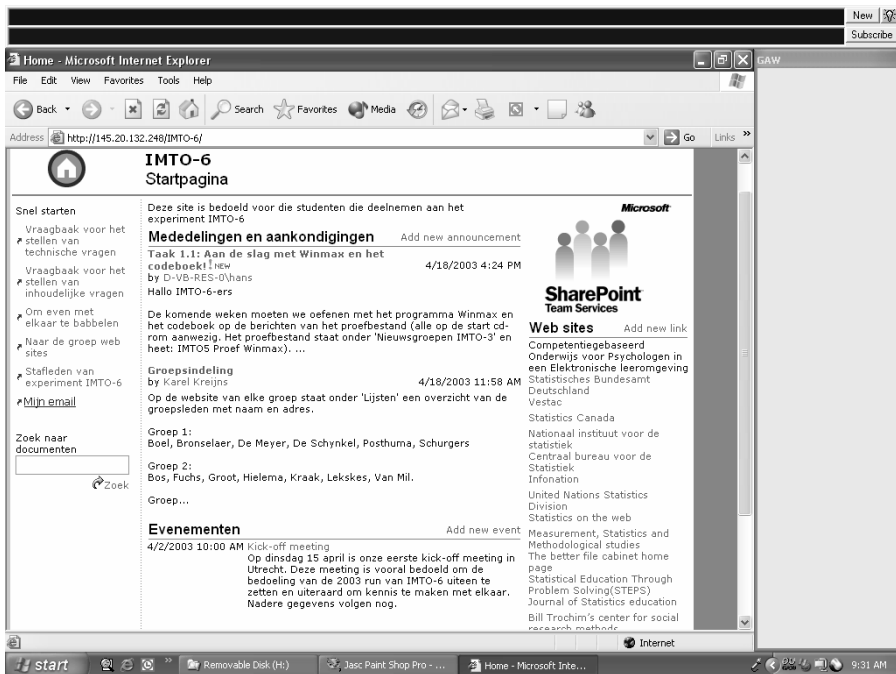 New
Subscribe
Home - Microsoft Internet Explorer
GAW
File Edit View Favorites Tools Help
Back Search Favorites Media
Address http://145.20.132.248/IMTO-6/ Go Links »
IMTO-6
Startpagina
Snel starten
Vraagbaak voor het
stellen van
technische vragen
Vraagbaak voor het
stellen van
inhoudelijke vragen
Om even met
elkaar te babbelen
Naar de groep web
sites
Stafleden van
experiment IMTO-6
Mijn email
Zoek naar
documenten
Zoek
Deze site is bedoeld voor die studenten die deelnemen aan het
experiment IMTO-6
Mededelingen en aankondigingen Add new announcement
Taak 1.1: Aan de slag met Winmax en het
codeboek! NEW 4/18/2003 4:24 PM
by D-VB-RES-0\hans
Hallo IMTO-6-ers
De komende weken moeten we oefenen met het programma Winmax en
het codeboek op de berichten van het proefbestand (alle op de start cd-
rom aanwezig. Het proefbestand staat onder 'Nieuwsgroepen IMTO-3' en
heet: IMTO5 Proef Winmax). ...
Groepsindeling
by Karel Kreijns 4/18/2003 11:58 AM
Op de website van elke groep staat onder 'Lijsten' een overzicht van de
groepsleden met naam en adres.
Groep 1:
Boel, Bronselaer, De Meyer, De Schynkel, Posthuma, Schurgers
Groep 2:
Bos, Fuchs, Groot, Hielema, Kraak, Lekskes, Van Mil.
Groep...
Evenementen Add new event
4/2/2003 10:00 AM Kick-off meeting
Op dinsdag 15 april is onze eerste kick-off meeting in
Utrecht. Deze meeting is vooral bedoeld om de
bedoeling van de 2003 run van IMTO-6 uiteen te
zetten en uiteraard om kennis te maken met elkaar.
Nadere gegevens volgen nog.
Microsoft
SharePoint
Team Services
Web sites Add new link
Competentiegebaseerd
Onderwijs voor Psychologen in
een Elektronische leeromgeving
Statistisches Bundesamt
Deutschland
Vestac
Statistics Canada
Nationaal instituut voor de
statistiek
Centraal bureau voor de
Statistiek
Infonation
United Nations Statistics
Division
Statistics on the web
Measurement, Statistics and
Methodological studies
The better file cabinet home
page
Statistical Education Through
Problem Solving(STEPS)
Journal of Statistics education
Bill Trochim's center for social
research methods
Internet
start » Removable Disk (H:) Jasc Paint Shop Pro - ... Home - Microsoft Inte... 9:31 AM